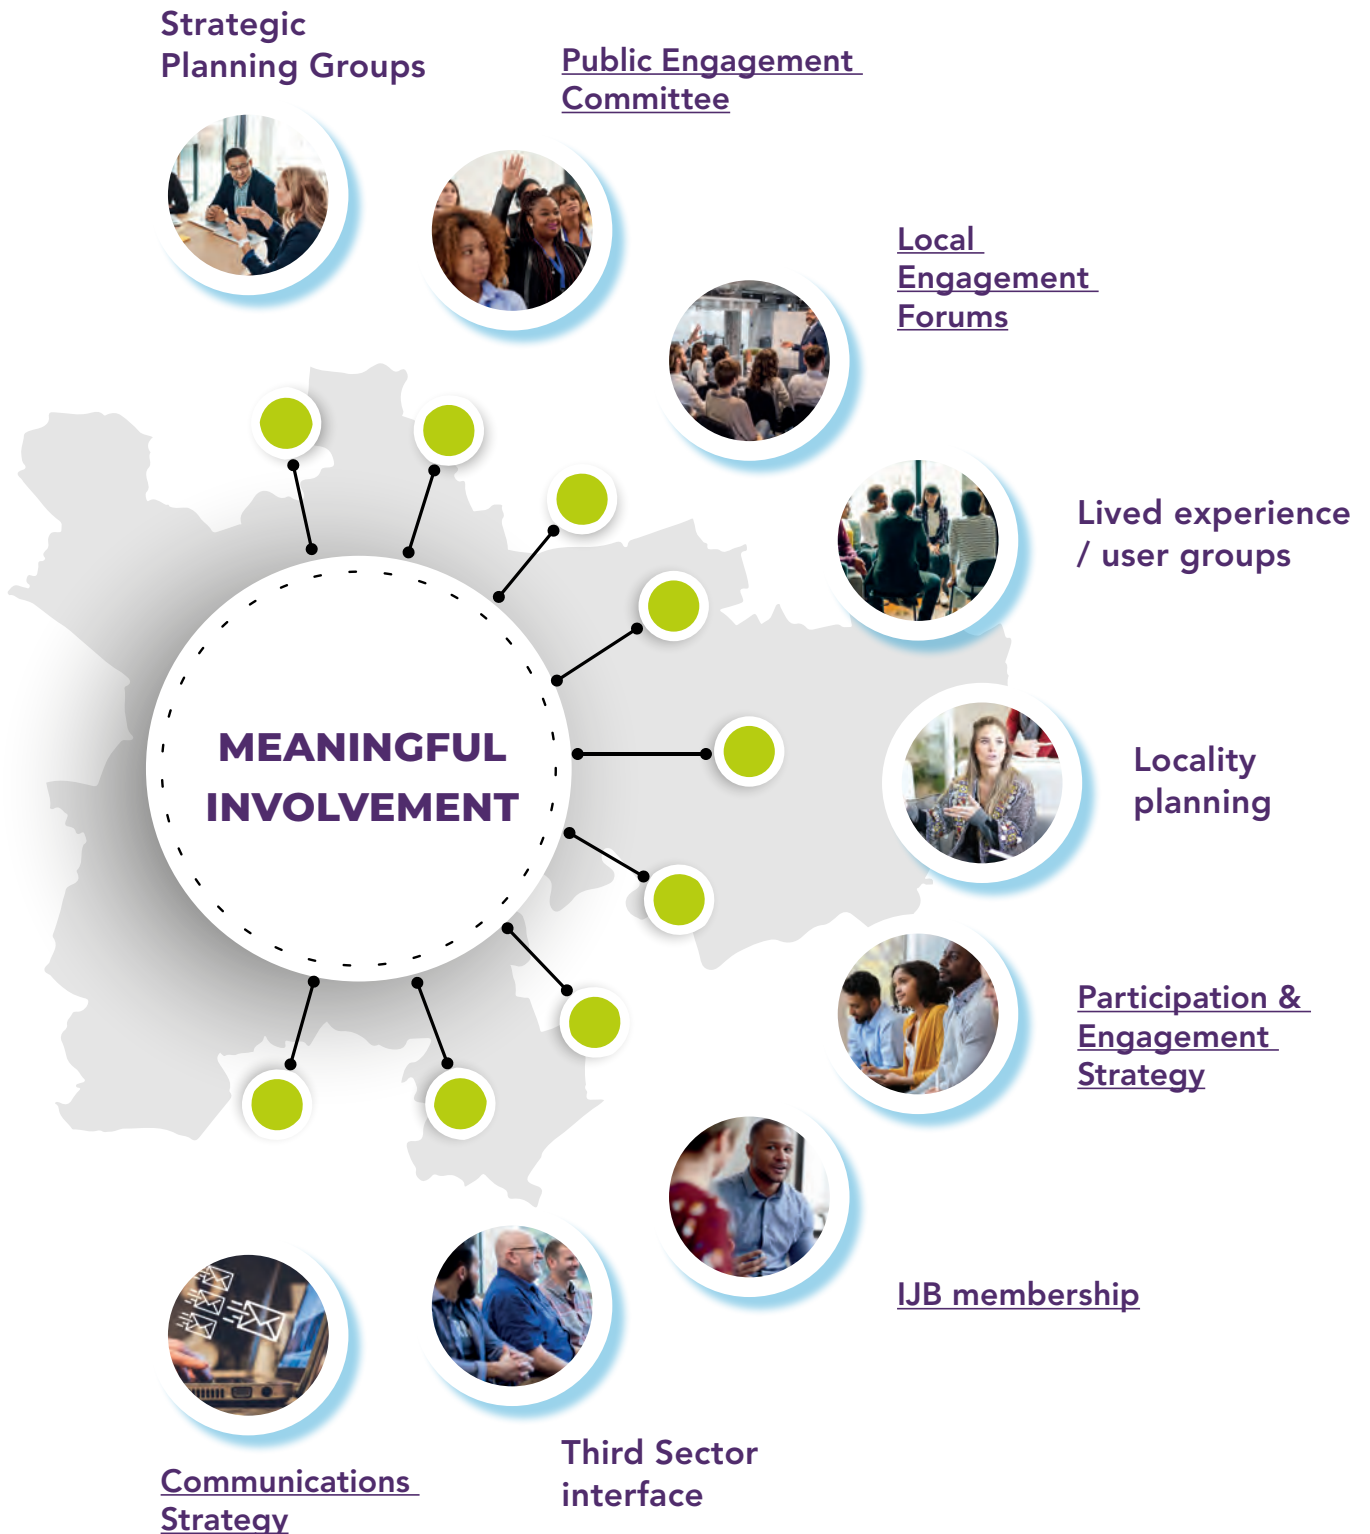 Strategic
Planning Groups
Public Engagement
Committee
Local
Engagement
Forums
Lived experience
/ user groups
MEANINGFUL
INVOLVEMENT
Locality
planning
Participation &
Engagement
Strategy
IJB membership
Third Sector
interface
Communications
Strategy